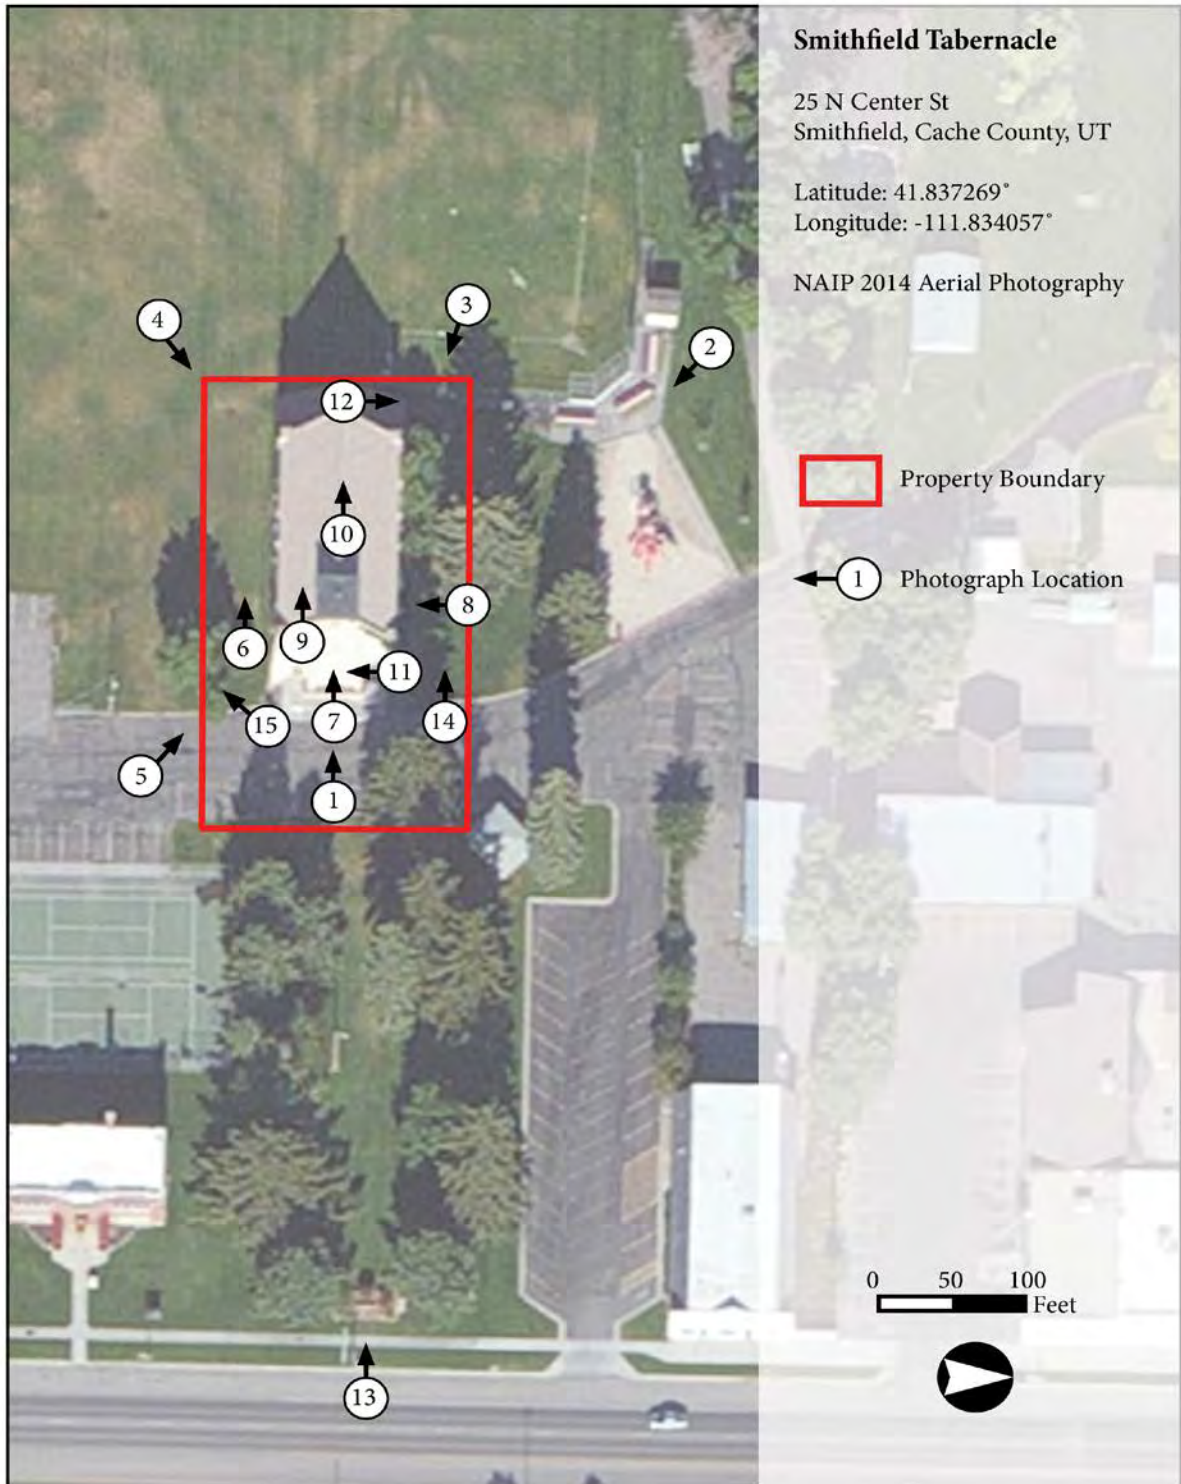 Smithfield Tabernacle
25 N Center St
Smithfield, Cache County, UT
Latitude: 41.837269°
Longitude: -111.834057°
NAIP 2014 Aerial Photography
3
4
2
12
Property Boundary
10
1 Photograph Location
8
9
6
11
7
14
15
5
1
0 50 100
Feet
13